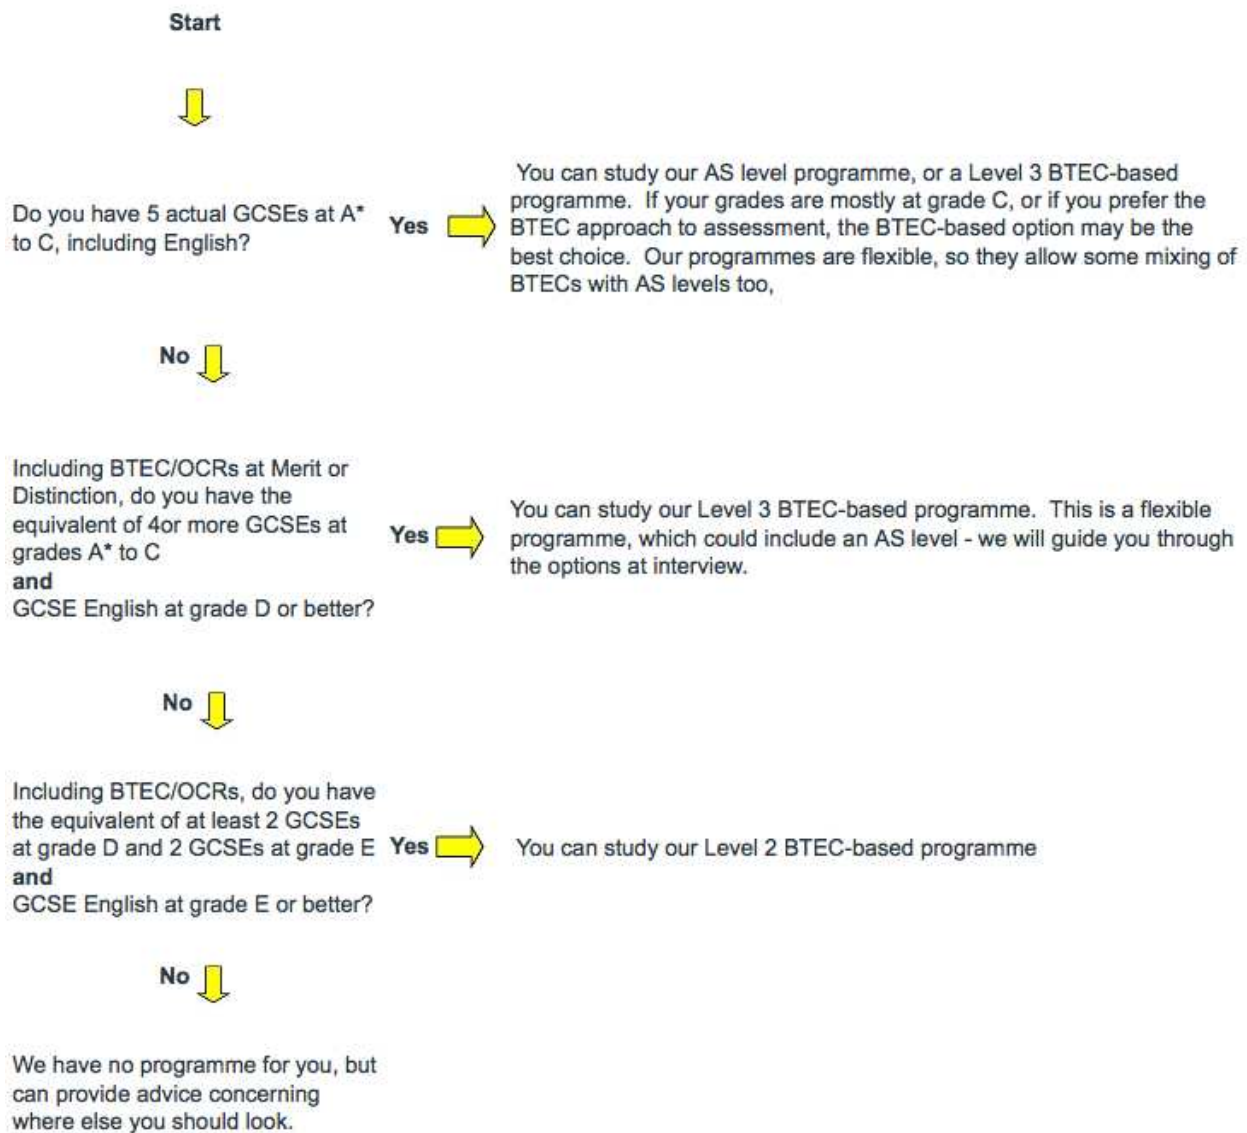 Start
Do you have 5 actual GCSEs at A*
to C, including English?
Yes
You can study our AS level programme, or a Level 3 BTEC-based
programme. If your grades are mostly at grade C, or if you prefer the
BTEC approach to assessment, the BTEC-based option may be the
best choice. Our programmes are flexible, so they allow some mixing of
BTECs with AS levels too,
No
Including BTEC/OCRs at Merit or
Distinction, do you have the
equivalent of 4or more GCSEs at
grades A* to C
and
GCSE English at grade D or better?
Yes
You can study our Level 3 BTEC-based programme. This is a flexible
programme, which could include an AS level - we will guide you through
the options at interview.
No
Including BTEC/OCRs, do you have
the equivalent of at least 2 GCSEs
at grade D and 2 GCSEs at grade E
and
GCSE English at grade E or better?
Yes
You can study our Level 2 BTEC-based programme
No
We have no programme for you, but
can provide advice concerning
where else you should look.